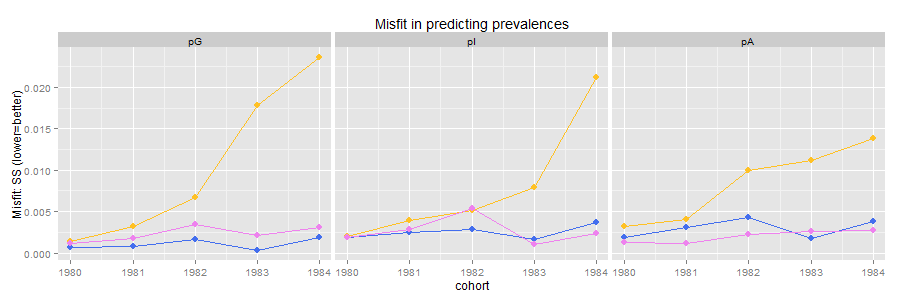 Misfit in predicting prevalences
pG pI pA
Misfit: SS (lower=better)
0.020
0.015
0.010
0.005
0.000
1980 1981 1982 1983 1984 1980 1981 1982 1983 1984 1980 1981 1982 1983 1984
cohort